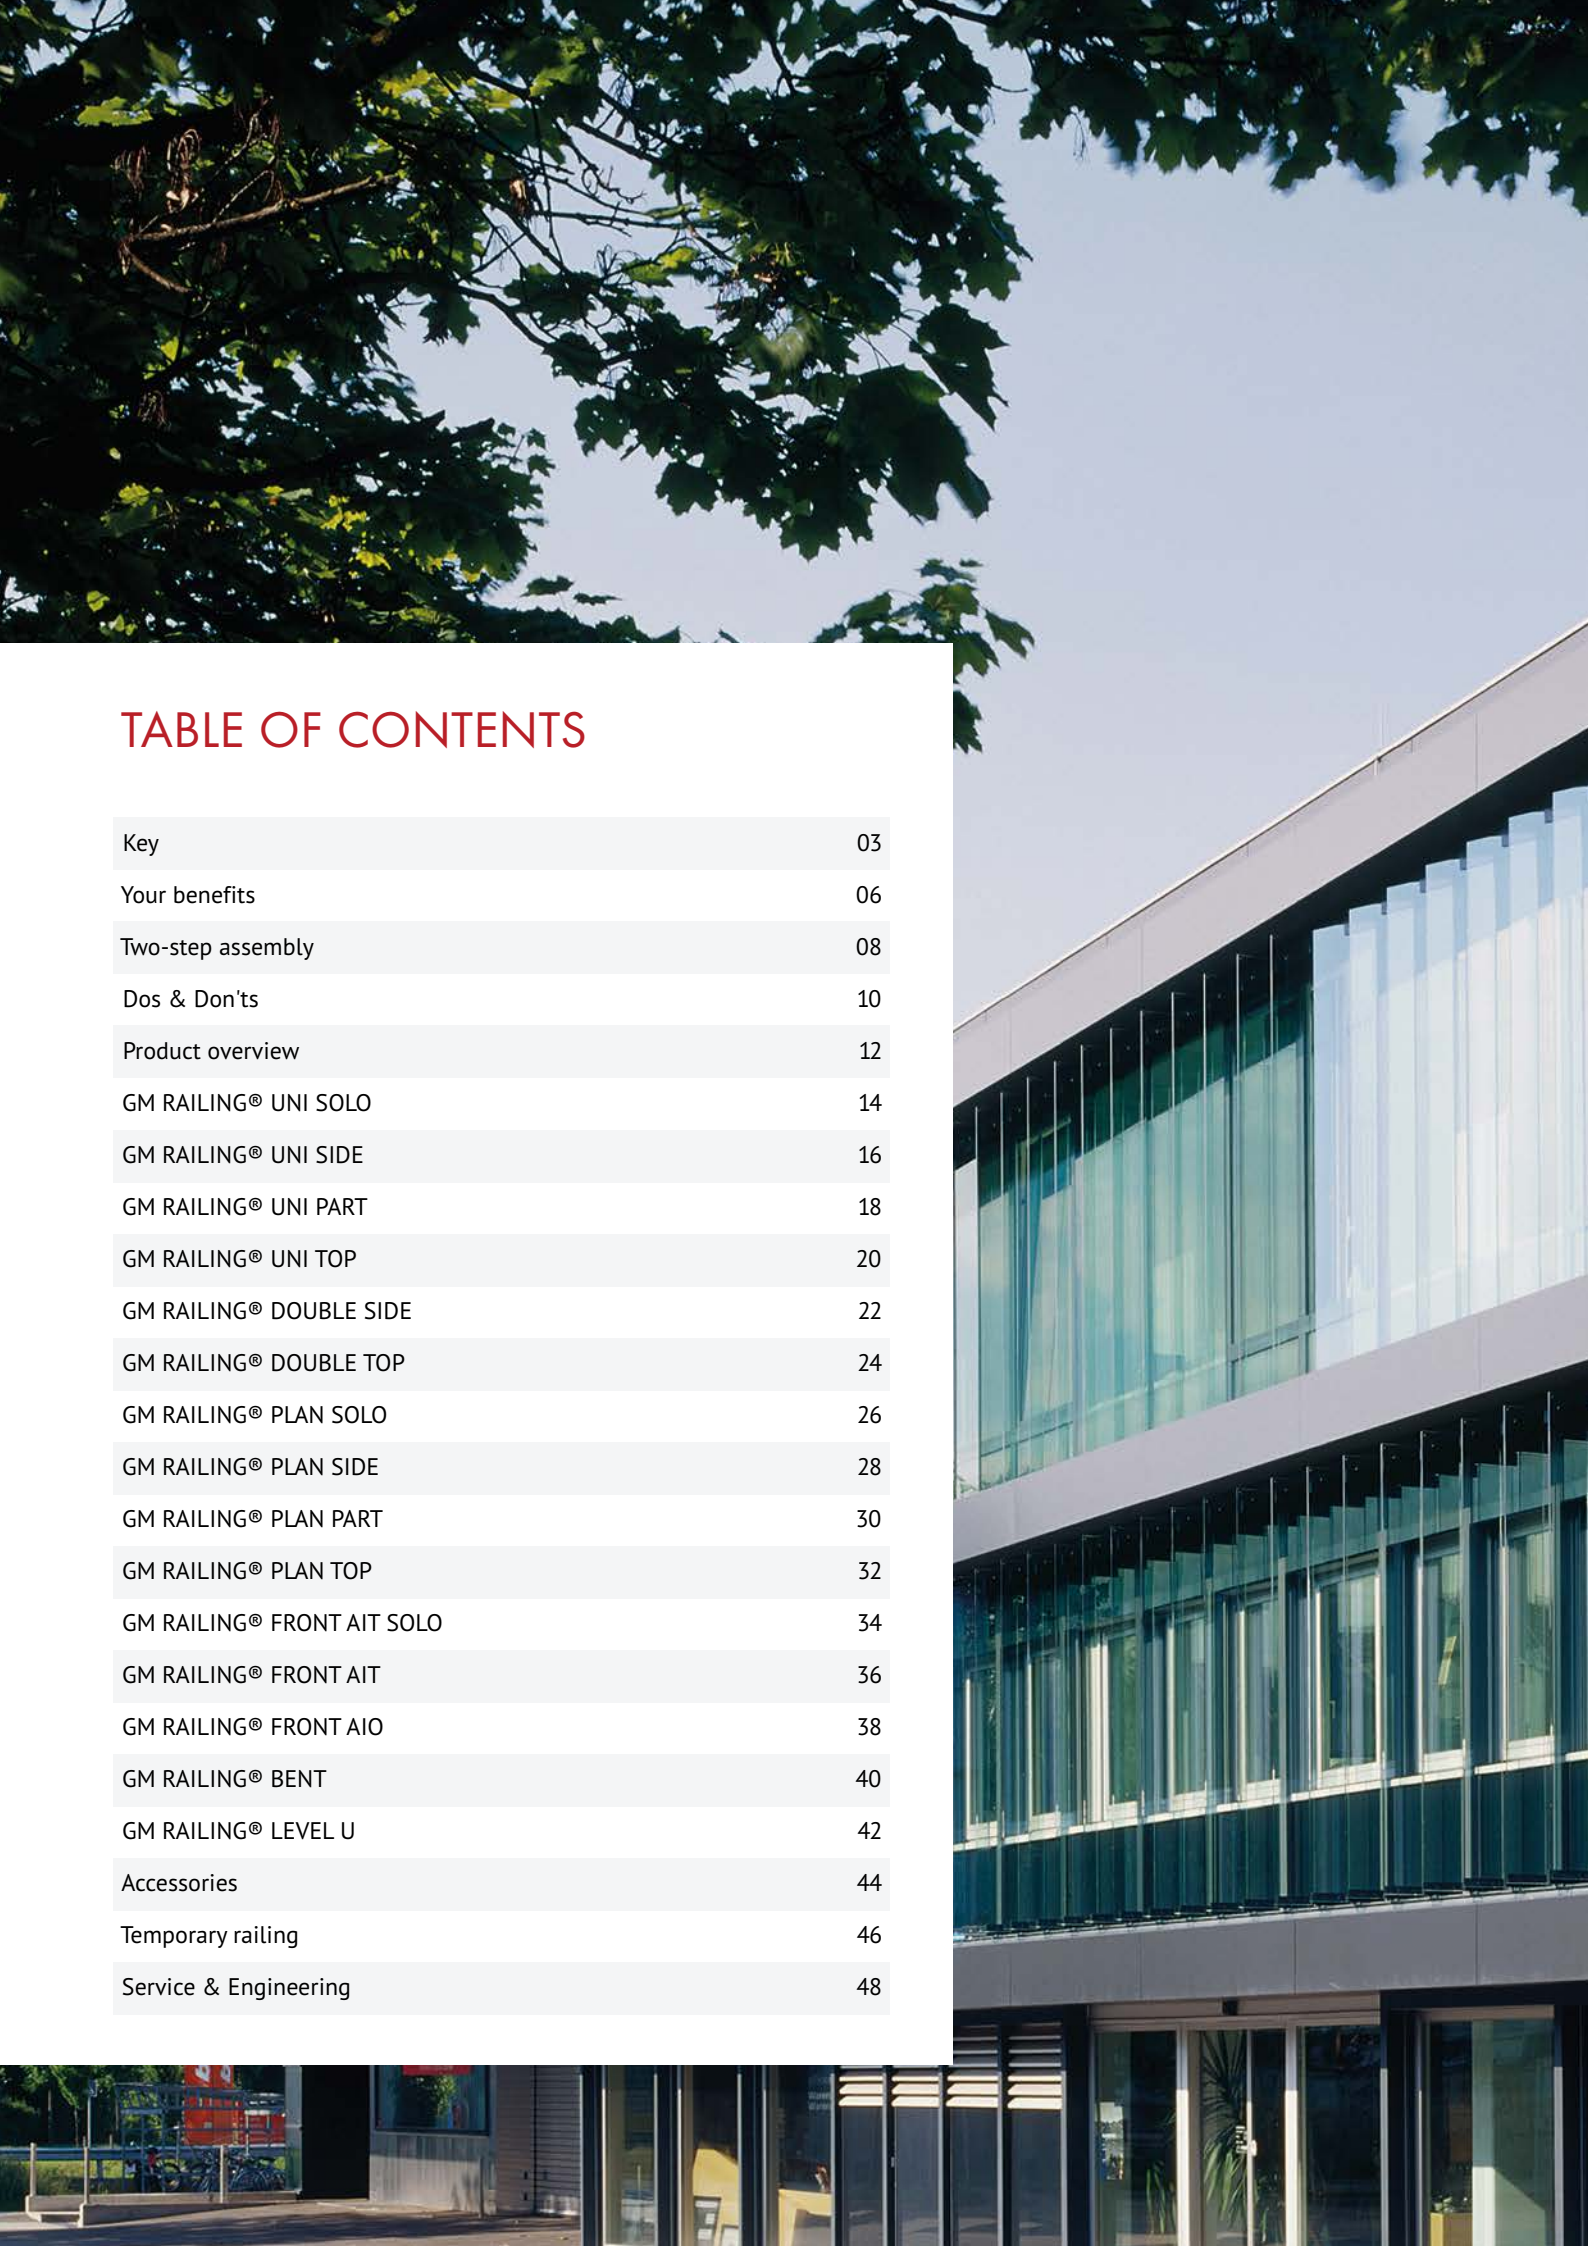 TABLE OF CONTENTS
Key 03
Your benefits 06
Two-step assembly 08
Dos & Don'ts 10
Product overview 12
GM RAILING® UNI SOLO 14
GM RAILING® UNI SIDE 16
GM RAILING® UNI PART 18
GM RAILING® UNI TOP 20
GM RAILING® DOUBLE SIDE 22
GM RAILING® DOUBLE TOP 24
GM RAILING® PLAN SOLO 26
GM RAILING® PLAN SIDE 28
GM RAILING® PLAN PART 30
GM RAILING® PLAN TOP 32
GM RAILING® FRONT AIT SOLO 34
GM RAILING® FRONT AIT 36
GM RAILING® FRONT AIO 38
GM RAILING® BENT 40
GM RAILING® LEVEL U 42
Accessories 44
Temporary railing 46
Service & Engineering 48